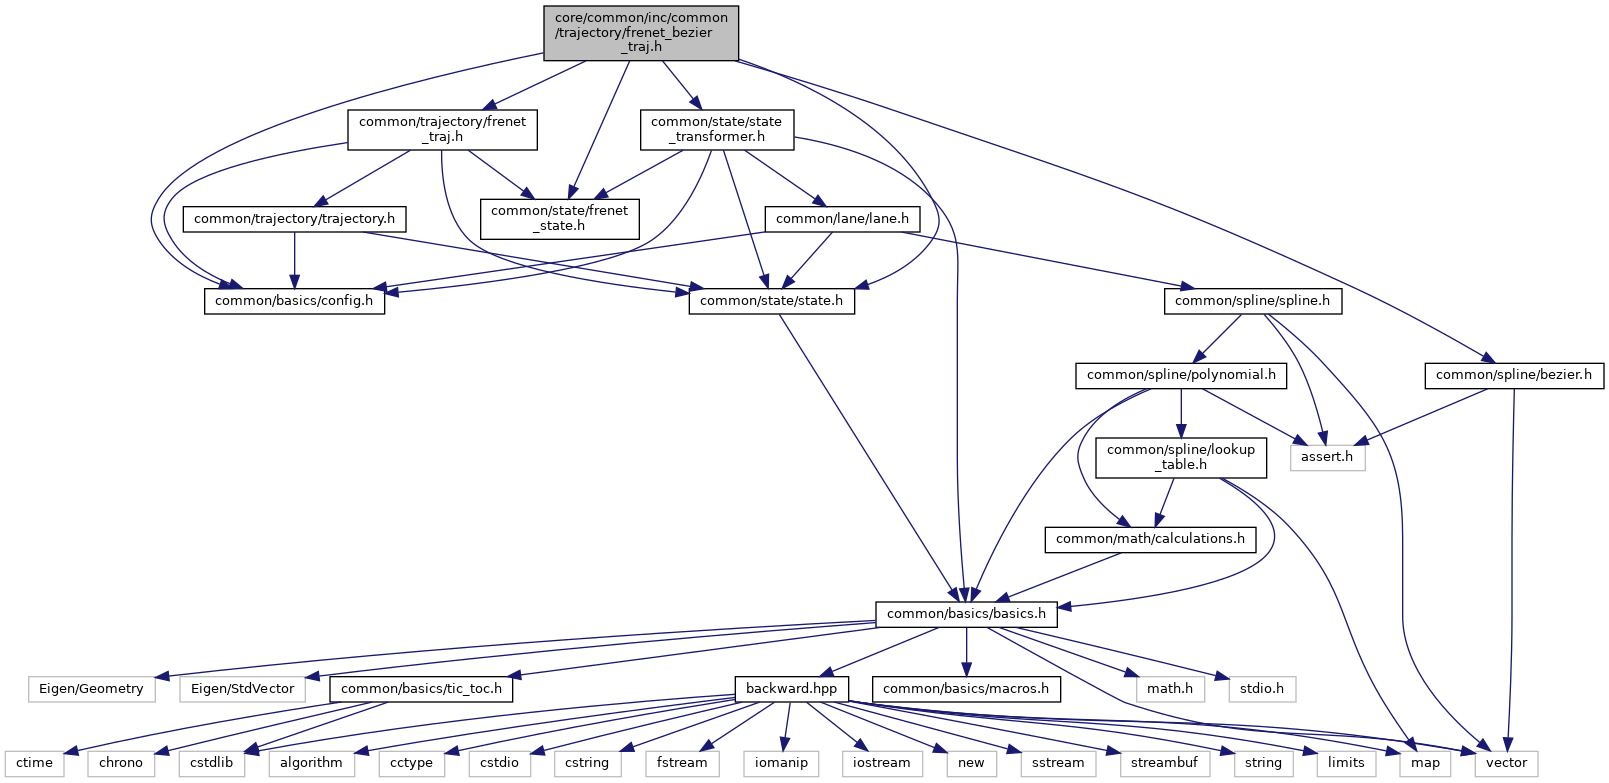 core/common/inc/common
/trajectory/frenet_bezier
_traj.h
common/trajectory/frenet
_traj.h
common/state/state
_transformer.h
common/trajectory/trajectory.h
common/state/frenet
_state.h
common/lane/lane.h
common/basics/config.h
common/state/state.h
common/spline/spline.h
common/spline/polynomial.h
common/spline/bezier.h
common/spline/lookup
_table.h
assert.h
common/math/calculations.h
common/basics/basics.h
Eigen/Geometry
Eigen/StdVector
common/basics/tic_toc.h
backward.hpp
common/basics/macros.h
math.h
stdio.h
ctime
chrono
cstdlib
algorithm
cctype
cstdio
cstring
fstream
iomanip
iostream
new
sstream
streambuf
string
limits
map
vector